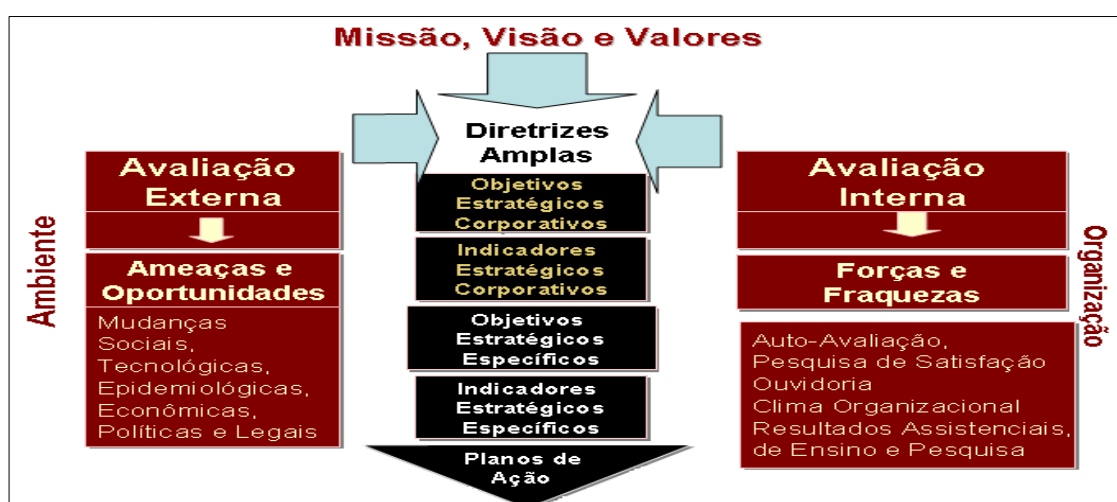 Missão, Visão e Valores
Diretrizes
Amplas
Avaliação
Externa
Ambiente
Ameaças e
Oportunidades
Mudanças
Sociais,
Tecnológicas,
Epidemiológicas,
Econômicas,
Políticas e Legais
Objetivos
Estratégicos
Corporativos
Indicadores
Estratégicos
Corporativos
Objetivos
Estratégicos
Específicos
Indicadores
Estratégicos
Específicos
Planos de
Ação
Avaliação
Interna
Organização
Forças e
Fraquezas
Auto-Avaliação,
Pesquisa de Satisfação
Ouvidoria
Clima Organizacional
Resultados Assistenciais,
de Ensino e Pesquisa